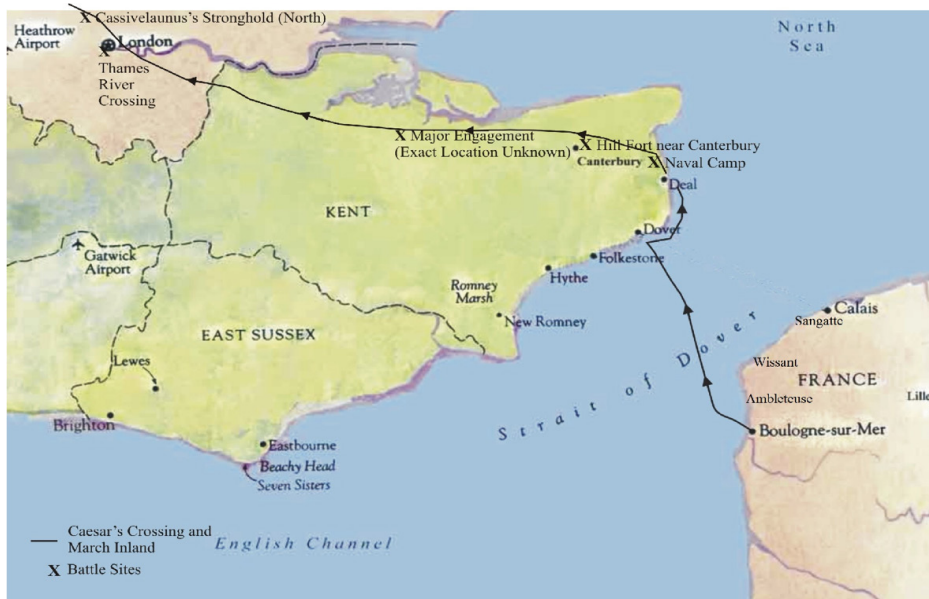 X Cassivelaunus's Stronghold (North)
Heathrow
Airport
London
X
Thames
River
Crossing
North
Sea
X Major Engagement
(Exact Location Unknown)
X Hill Fort near Canterbury
Canterbury
X Naval Camp
Deal
KENT
Dover
Gatwick
Airport
Folkestone
Hythe
Romney
Marsh
New Romney
EAST SUSSEX
Lewes
Brighton
Eastbourne
Beachy Head
Seven Sisters
Strait of Dover
Calais
Sangatte
Wissant
FRANCE
Ambleteuse
Lille
Boulogne-sur-Mer
English Channel
Caesar's Crossing and
March Inland
X Battle Sites